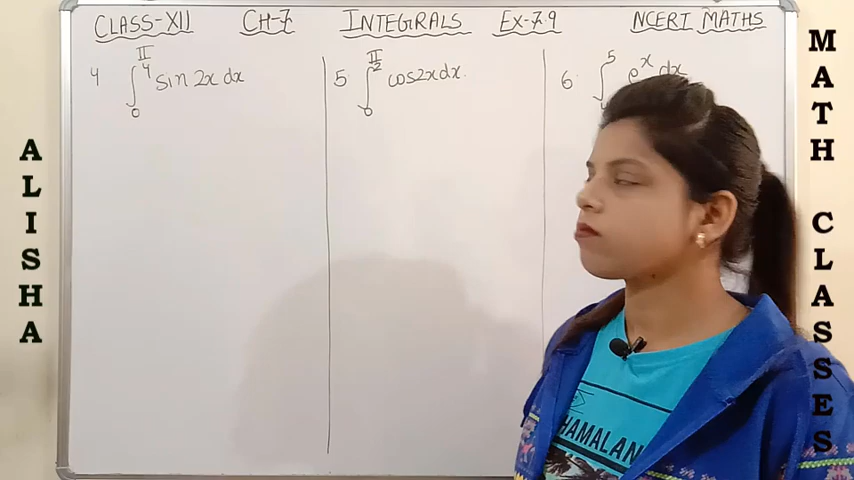 CLASS-XII CH-7 INTEGRALS EX-7.9 NCERT MATHS
4 ∫₀^(π/4) sin 2x dx
5 ∫₀^(π/2) cos2x dx.
6 ∫^5 e^x dx
ALISHA
MATH CLASSES
HAMALAN